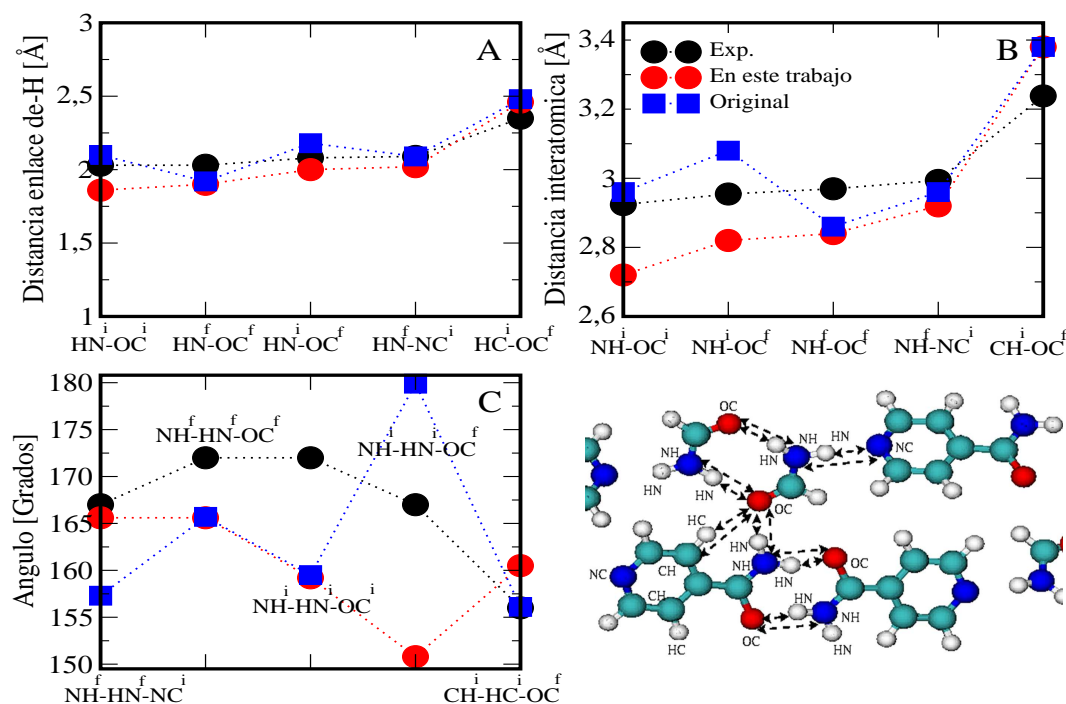 3
A
Distancia enlace de-H [Å]
2,5
2
1,5
1
HN-OC^i ^i
HN-OC^f ^f
HN-OC^i ^f
HN-NC^f ^i
HC-OC^i ^f
3,4
B
Exp.
En este trabajo
Original
Distancia interatomica [Å]
3,2
3
2,8
2,6
NH-OC^i ^i
NH-OC^i ^f
NH-OC^f ^f
NH-NC^f ^i
CH-OC^i ^f
180
C
Angulo [Grados]
175
170
165
160
155
150
NH^f-HN^f-OC^f
NH^i-HN-OC^f
NH^i-HN^i-OC^i
NH^f-HN^f-NC^i
CH^i-HC^i-OC^f
OC
NH
HN
HN
NC
NH
HN
HN
OC
HC
HN
CH
NH
HN
OC
NC
CH
HN
NH
OC
HC
HN